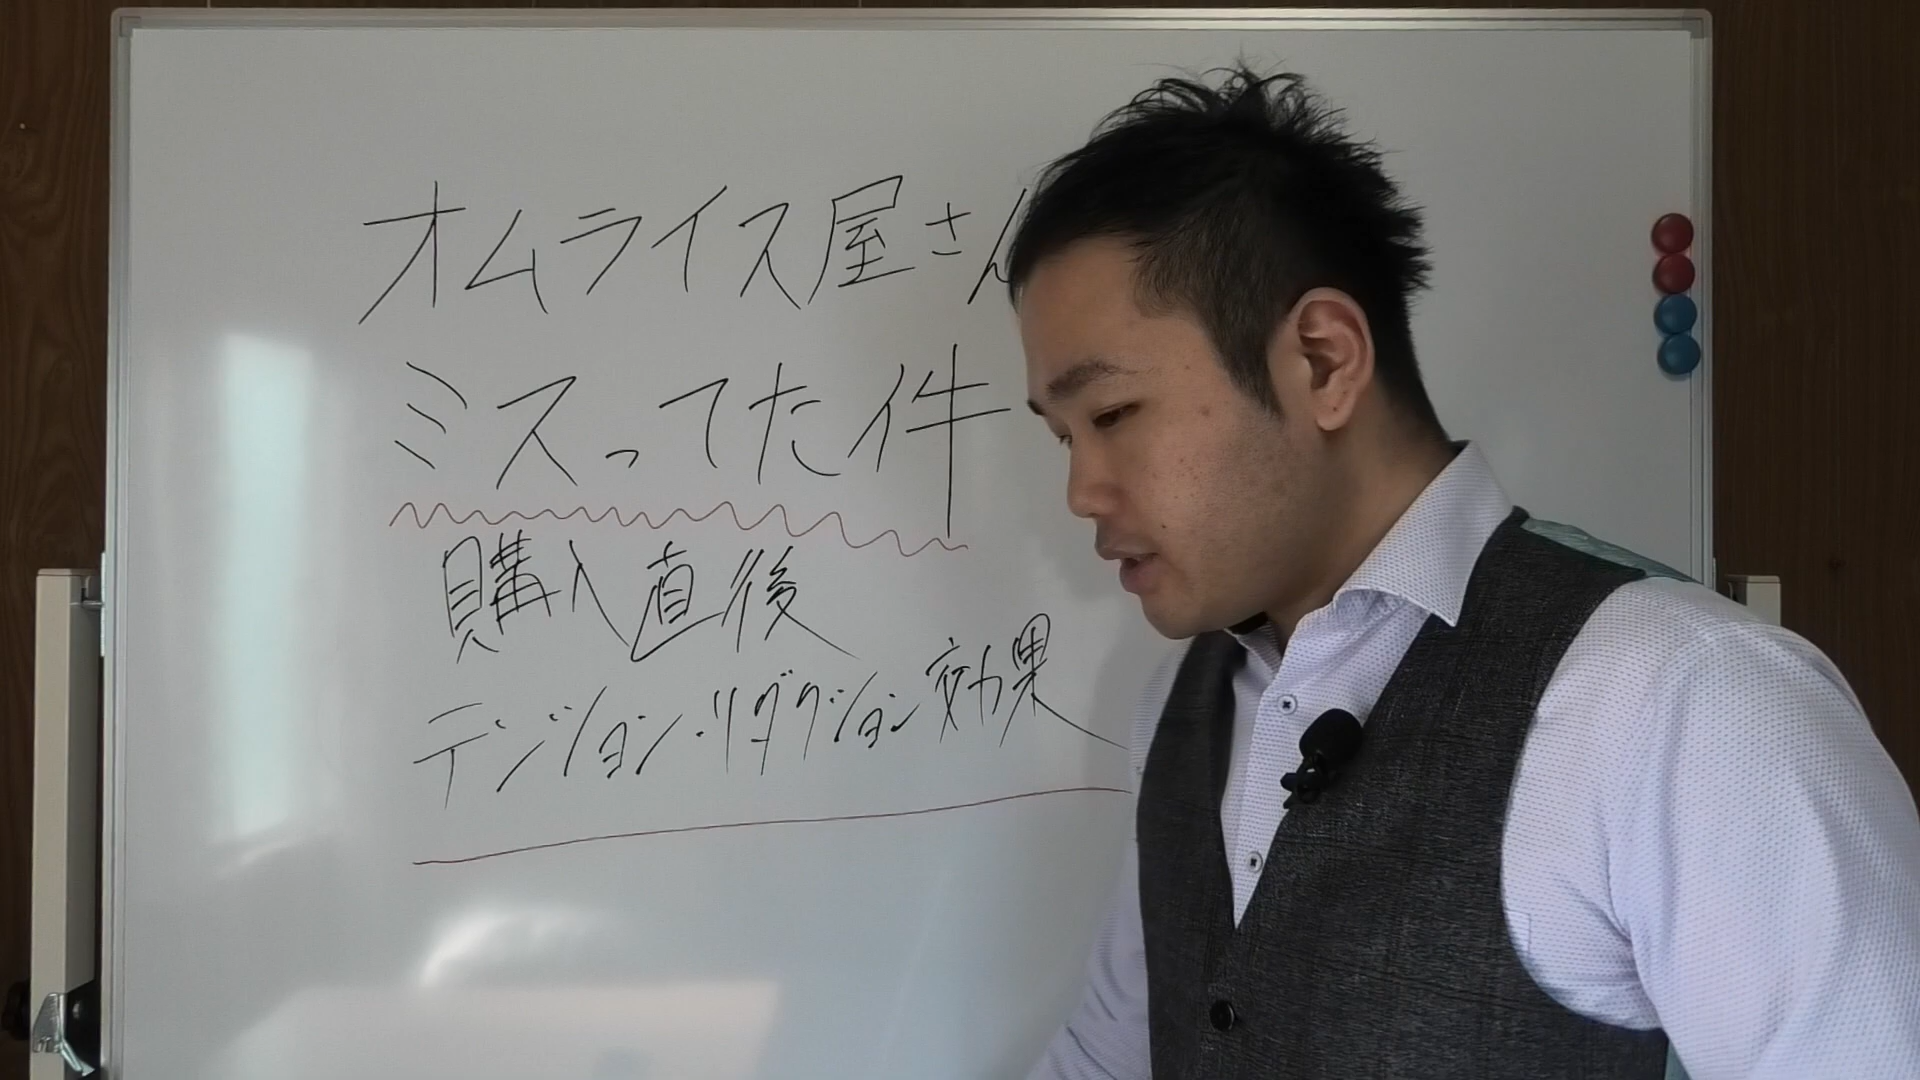 オムライス屋さん
ミスってた件
購入直後
テンション・リダクション効果